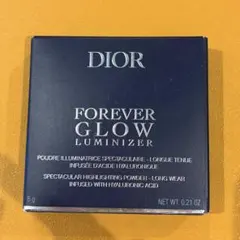 DIOR
FOREVER
GLOW
LUMINIZER
POUDRE ILLUMINATRICE SPECTACULAIRE - LONGUE TENUE
INFUSÉE D'ACIDE HYALURONIQUE
SPECTACULAR HIGHLIGHTING POWDER - LONG WEAR
INFUSED WITH HYALURONIC ACID
6 g NET WT 0.21 OZ